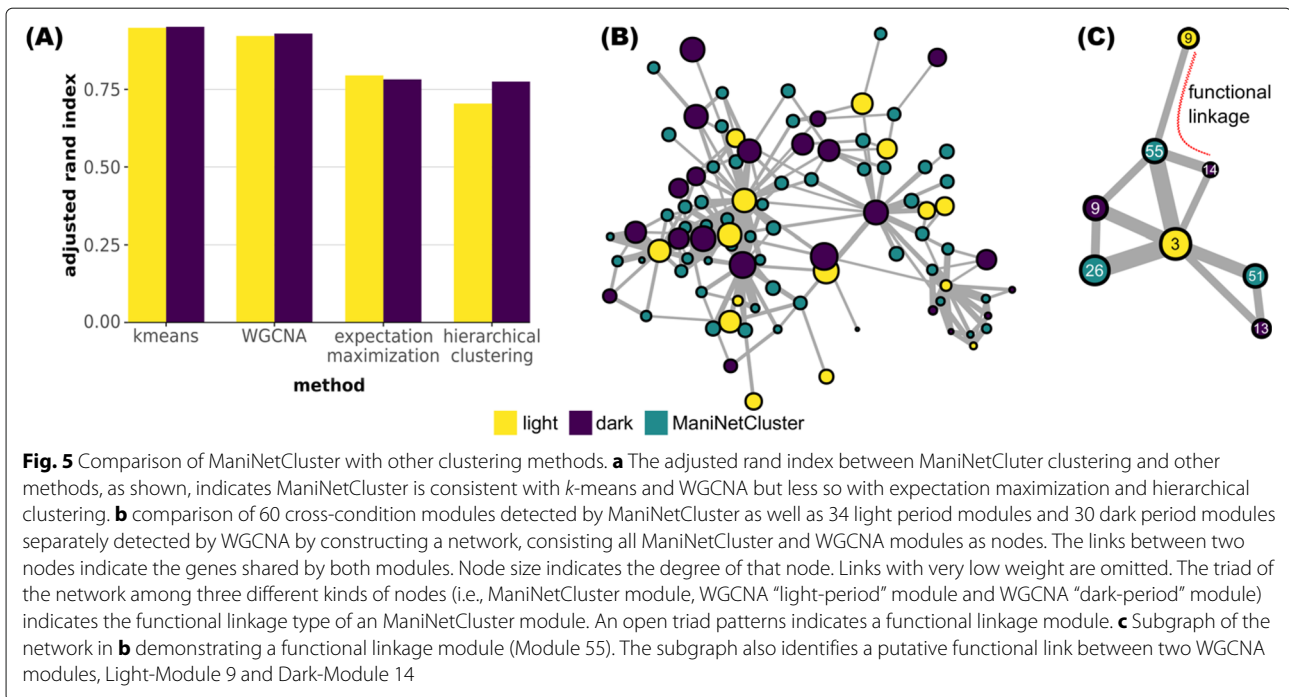 (A)
adjusted rand index
0.75
0.50
0.25
0.00
kmeans
WGCNA
expectation
maximization
hierarchical
clustering
method
(B)
(C)
9
functional
linkage
55
14
9
3
26
51
13
light
dark
ManiNetCluster
Fig. 5 Comparison of ManiNetCluster with other clustering methods. a The adjusted rand index between ManiNetCluter clustering and other
methods, as shown, indicates ManiNetCluster is consistent with k-means and WGCNA but less so with expectation maximization and hierarchical
clustering. b comparison of 60 cross-condition modules detected by ManiNetCluster as well as 34 light period modules and 30 dark period modules
separately detected by WGCNA by constructing a network, consisting all ManiNetCluster and WGCNA modules as nodes. The links between two
nodes indicate the genes shared by both modules. Node size indicates the degree of that node. Links with very low weight are omitted. The triad of
the network among three different kinds of nodes (i.e., ManiNetCluster module, WGCNA “light-period” module and WGCNA “dark-period” module)
indicates the functional linkage type of an ManiNetCluster module. An open triad patterns indicates a functional linkage module. c Subgraph of the
network in b demonstrating a functional linkage module (Module 55). The subgraph also identifies a putative functional link between two WGCNA
modules, Light-Module 9 and Dark-Module 14